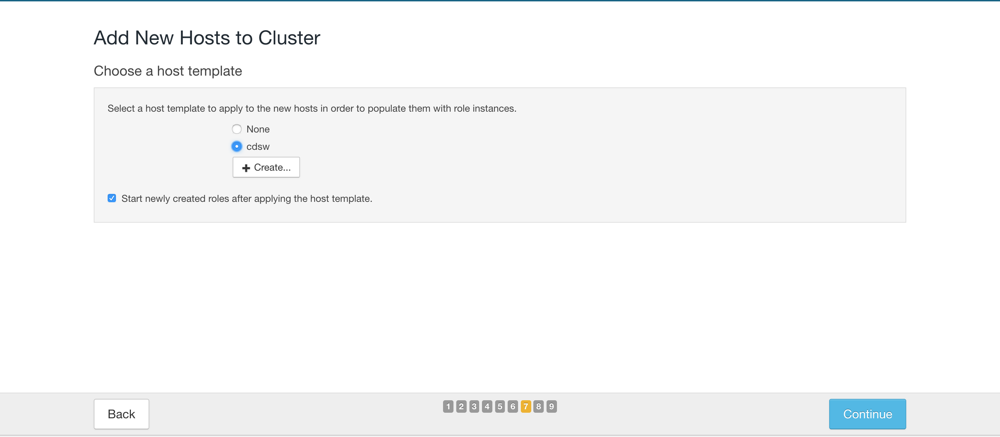 Add New Hosts to Cluster
Choose a host template
Select a host template to apply to the new hosts in order to populate them with role instances.
None
cdsw
Create...
Start newly created roles after applying the host template.
Back
1 2 3 4 5 6 7 8 9
Continue